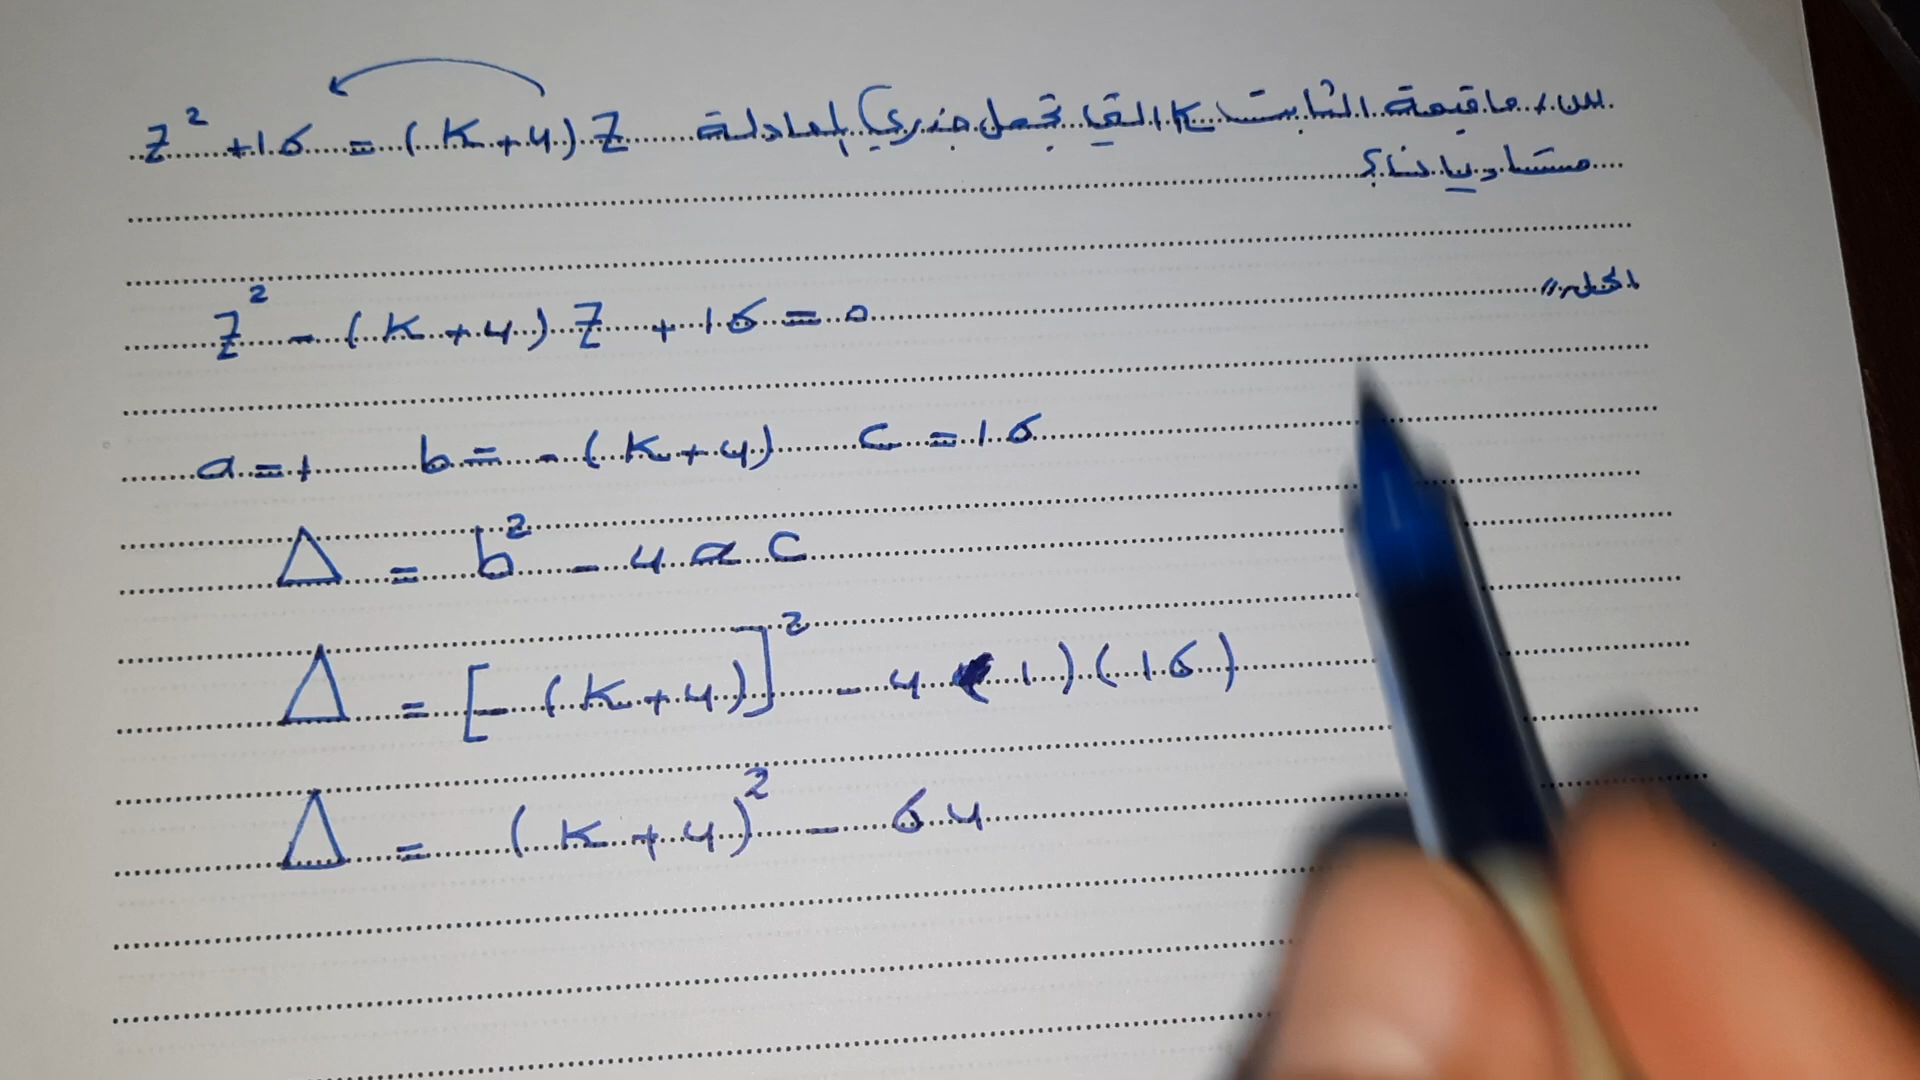 س/ ما قيمة الثابت K التي تجعل جذري المعادلة z² + 16 = (K + 4) z
متساويان؟
الحل //
z² - (K + 4) z + 16 = 0
a = 1 b = - (K + 4) c = 16
Δ = b² - 4 a c
Δ = [- (K + 4)]² - 4 (1) (16)
Δ = (K + 4)² - 64